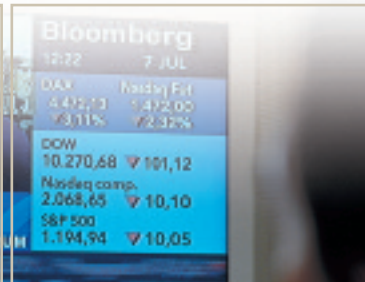 Bloomberg
12:22 7 JUL
DAX Nasdaq Fut
4.472,13 1.472,00
▼3,11% ▼2.32%
DOW
10.270,68 ▼ 101,12
Nasdaq comp.
2.068,65 ▼ 10,10
S&P 500
1.194,94 ▼ 10,05
UM